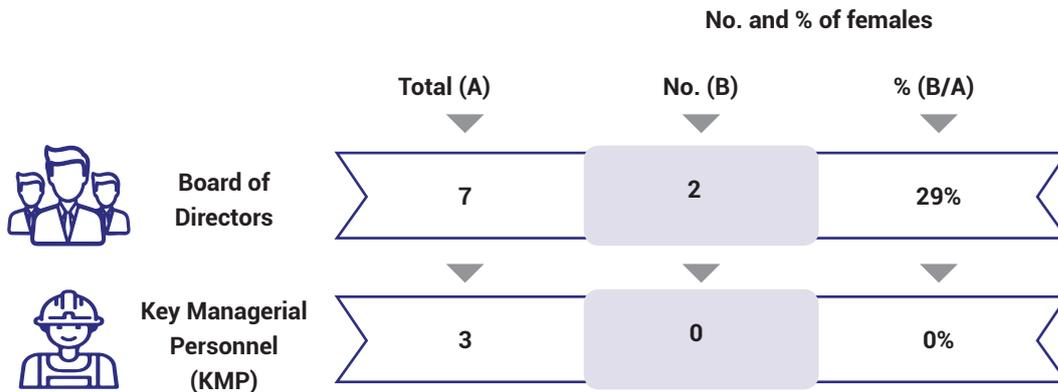 No. and % of females
Total (A) No. (B) % (B/A)
Board of
Directors
7 2 29%
Key Managerial
Personnel
(KMP)
3 0 0%